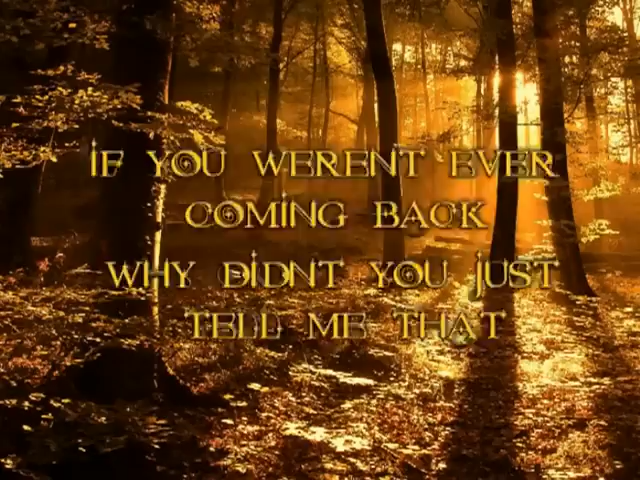 IF YOU WERENT EVER
COMING BACK
WHY DIDNT YOU JUST
TELL ME THAT